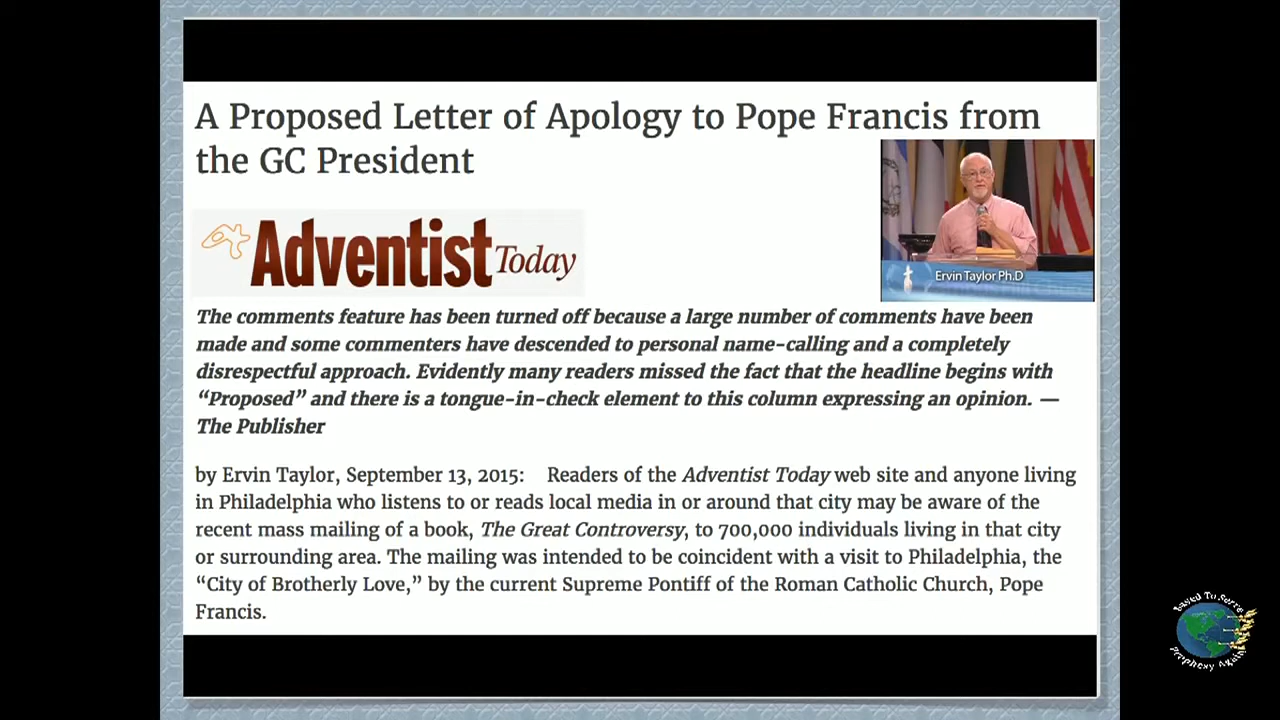 A Proposed Letter of Apology to Pope Francis from
the GC President
Adventist Today
Ervin Taylor Ph.D
The comments feature has been turned off because a large number of comments have been
made and some commenters have descended to personal name-calling and a completely
disrespectful approach. Evidently many readers missed the fact that the headline begins with
“Proposed” and there is a tongue-in-check element to this column expressing an opinion. —
The Publisher
by Ervin Taylor, September 13, 2015: Readers of the Adventist Today web site and anyone living
in Philadelphia who listens to or reads local media in or around that city may be aware of the
recent mass mailing of a book, The Great Controversy, to 700,000 individuals living in that city
or surrounding area. The mailing was intended to be coincident with a visit to Philadelphia, the
“City of Brotherly Love,” by the current Supreme Pontiff of the Roman Catholic Church, Pope
Francis.
To Serve
Prophesy Again